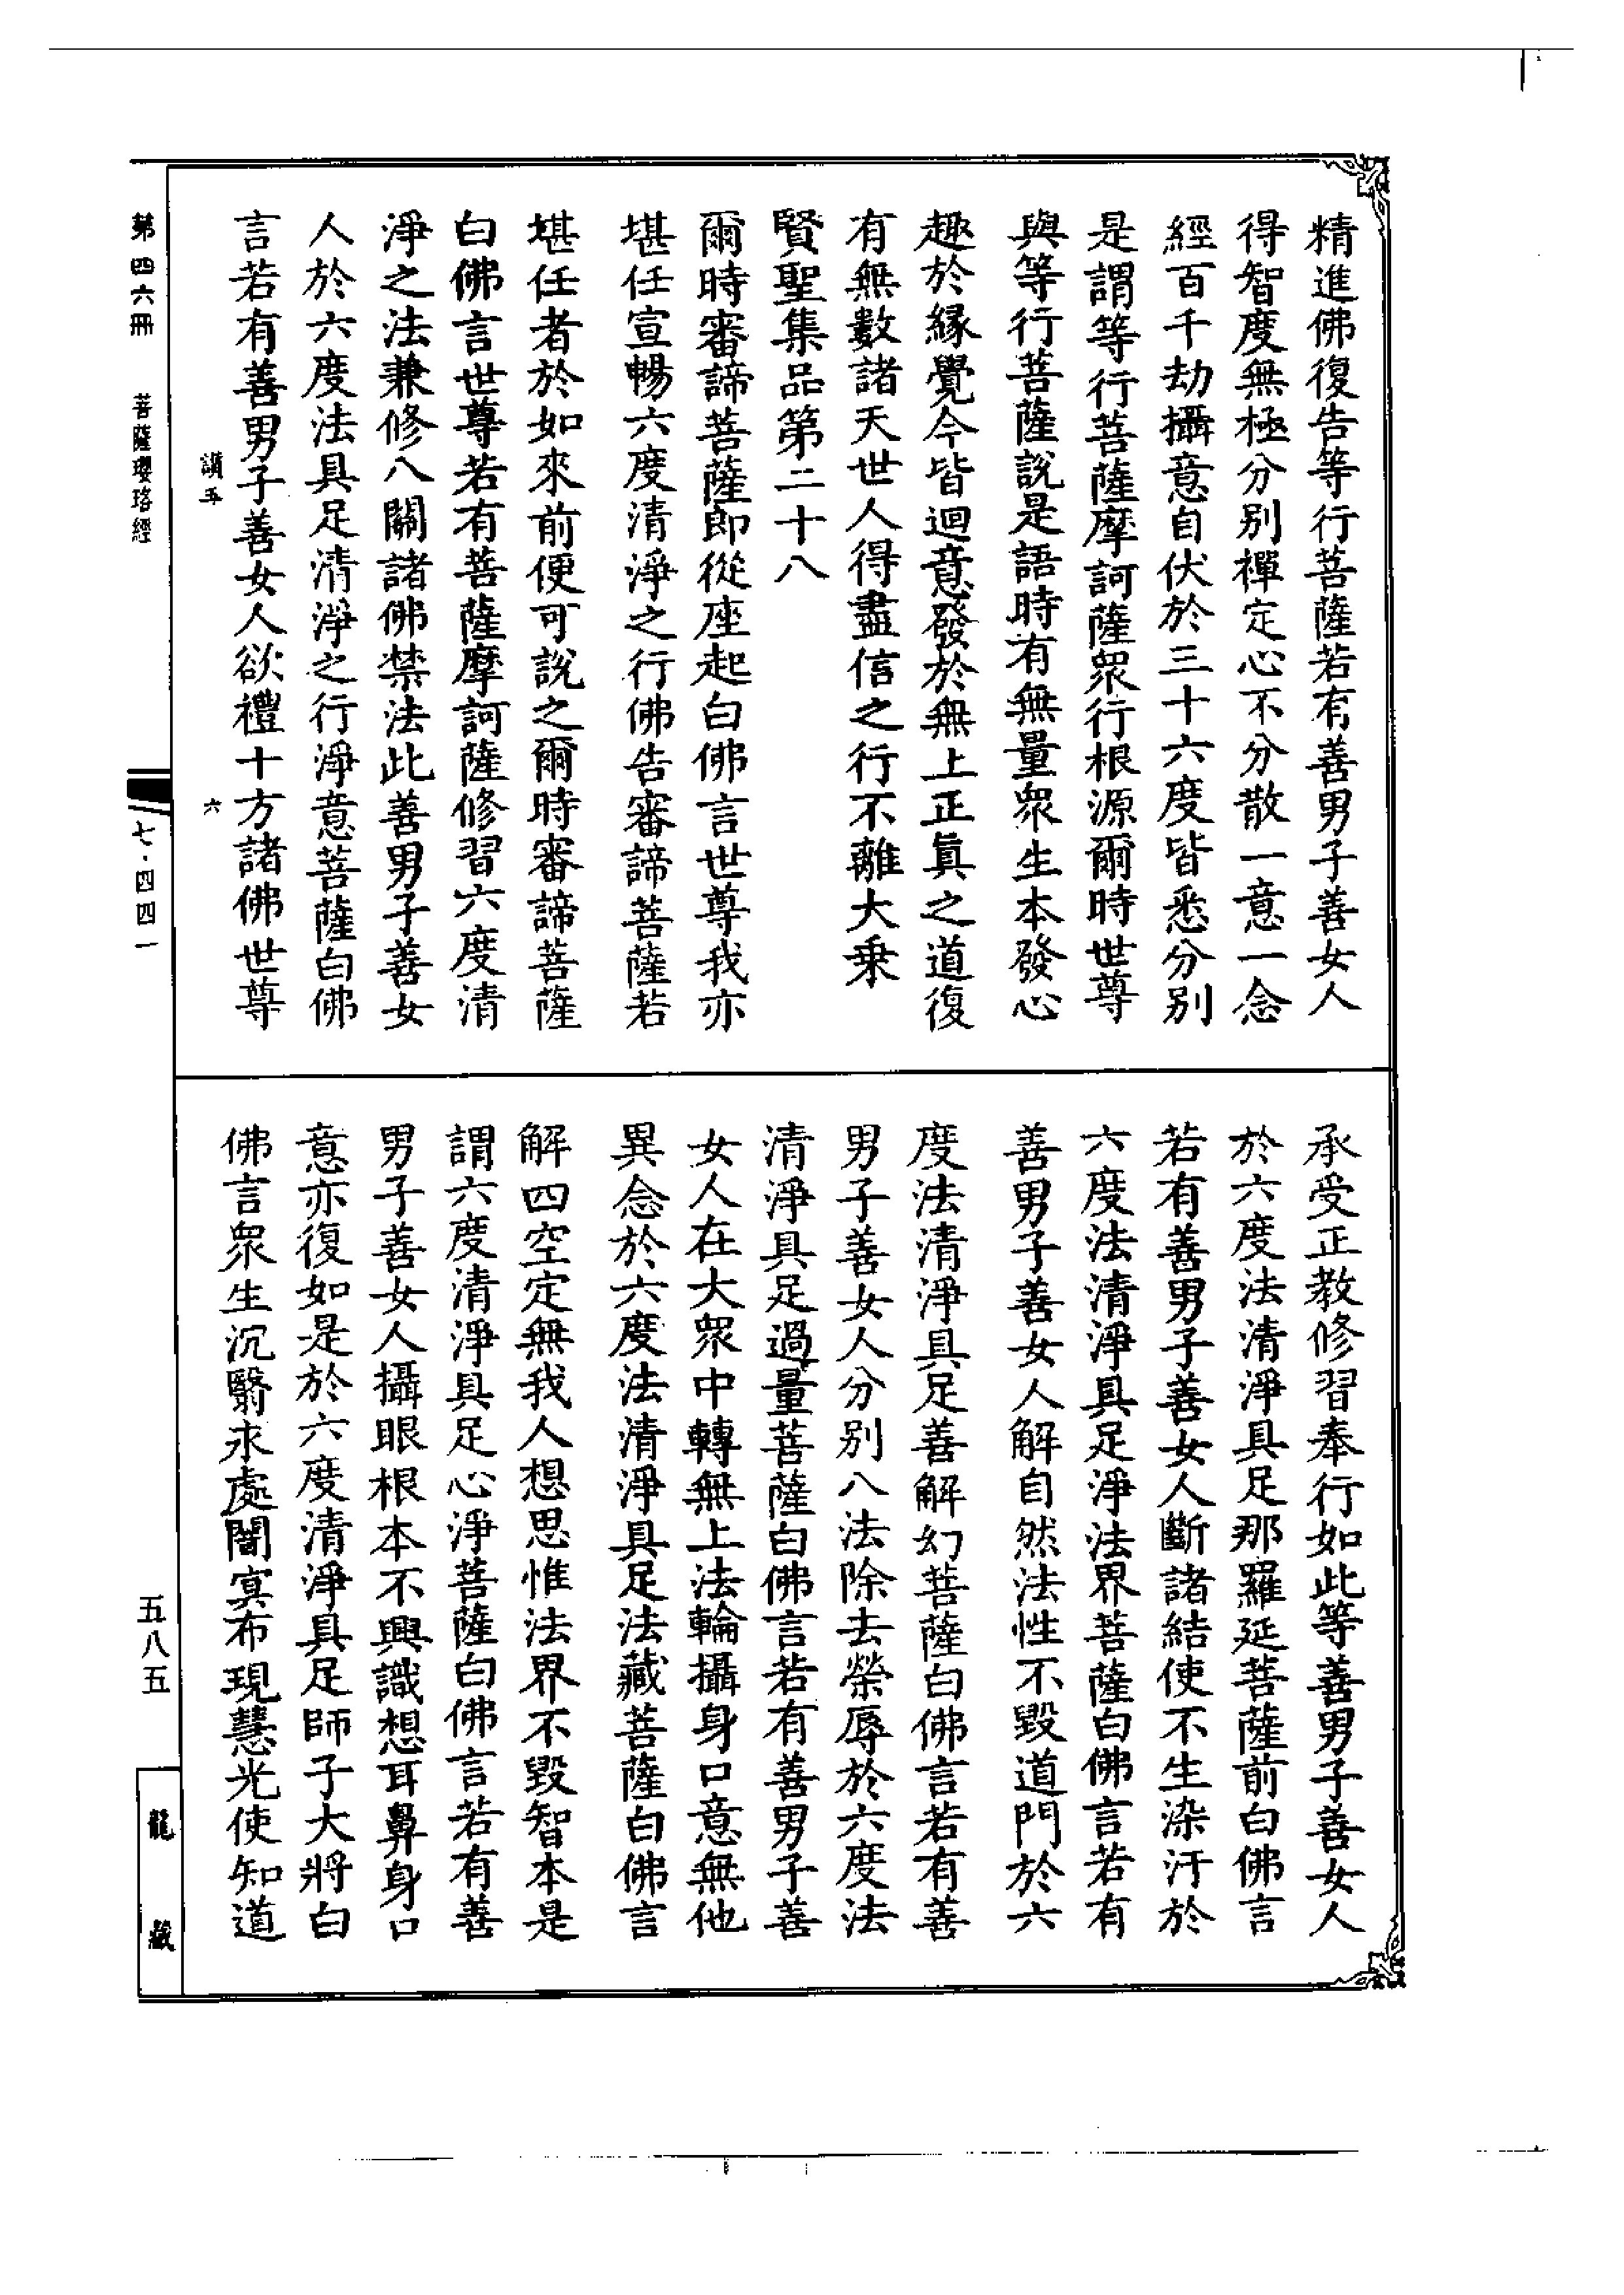 精進佛復告等行菩薩若有善男子善女人
得智度無極分別禪定心不分散一意一念
經百千劫攝意自伏於三十六度皆悉分別
是謂等行菩薩摩訶薩眾行根源爾時世尊
與等行菩薩說是語時有無量眾生本發心
趣於緣覺今皆迴意發於無上正真之道復
有無數諸天世人得盡信之行不離大乘
賢聖集品第二十八
爾時審諦菩薩即從座起白佛言世尊我亦
堪任宣暢六度清淨之行佛告審諦菩薩若
堪任者於如來前便可說之爾時審諦菩薩
白佛言世尊若有菩薩摩訶薩修習六度清
淨之法兼修八關諸佛禁法此善男子善女
人於六度法具足清淨之行淨意菩薩白佛
言若有善男子善女人欲禮十方諸佛世尊
六
承受正教修習奉行如此等善男子善女人
於六度法清淨具足那羅延菩薩前白佛言
若有善男子善女人斷諸結使不生染汙於
六度法清淨具足淨法界菩薩白佛言若有
善男子善女人解自然法性不毀道門於六
度法清淨具足善解幻菩薩白佛言若有善
男子善女人分別八法除去榮辱於六度法
清淨具足過量菩薩白佛言若有善男子善
女人在大眾中轉無上法輪攝身口意無他
異念於六度法清淨具足法藏菩薩白佛言
解四空定無我人想思惟法界不毀智本是
謂六度清淨具足心淨菩薩白佛言若有善
男子善女人攝眼根本不興識想耳鼻身口
意亦復如是於六度清淨具足師子大將白
佛言眾生沉翳永處闇冥布現慧光使知道
第四六冊 菩薩瓔珞經
七·四四一
五八五
龍藏